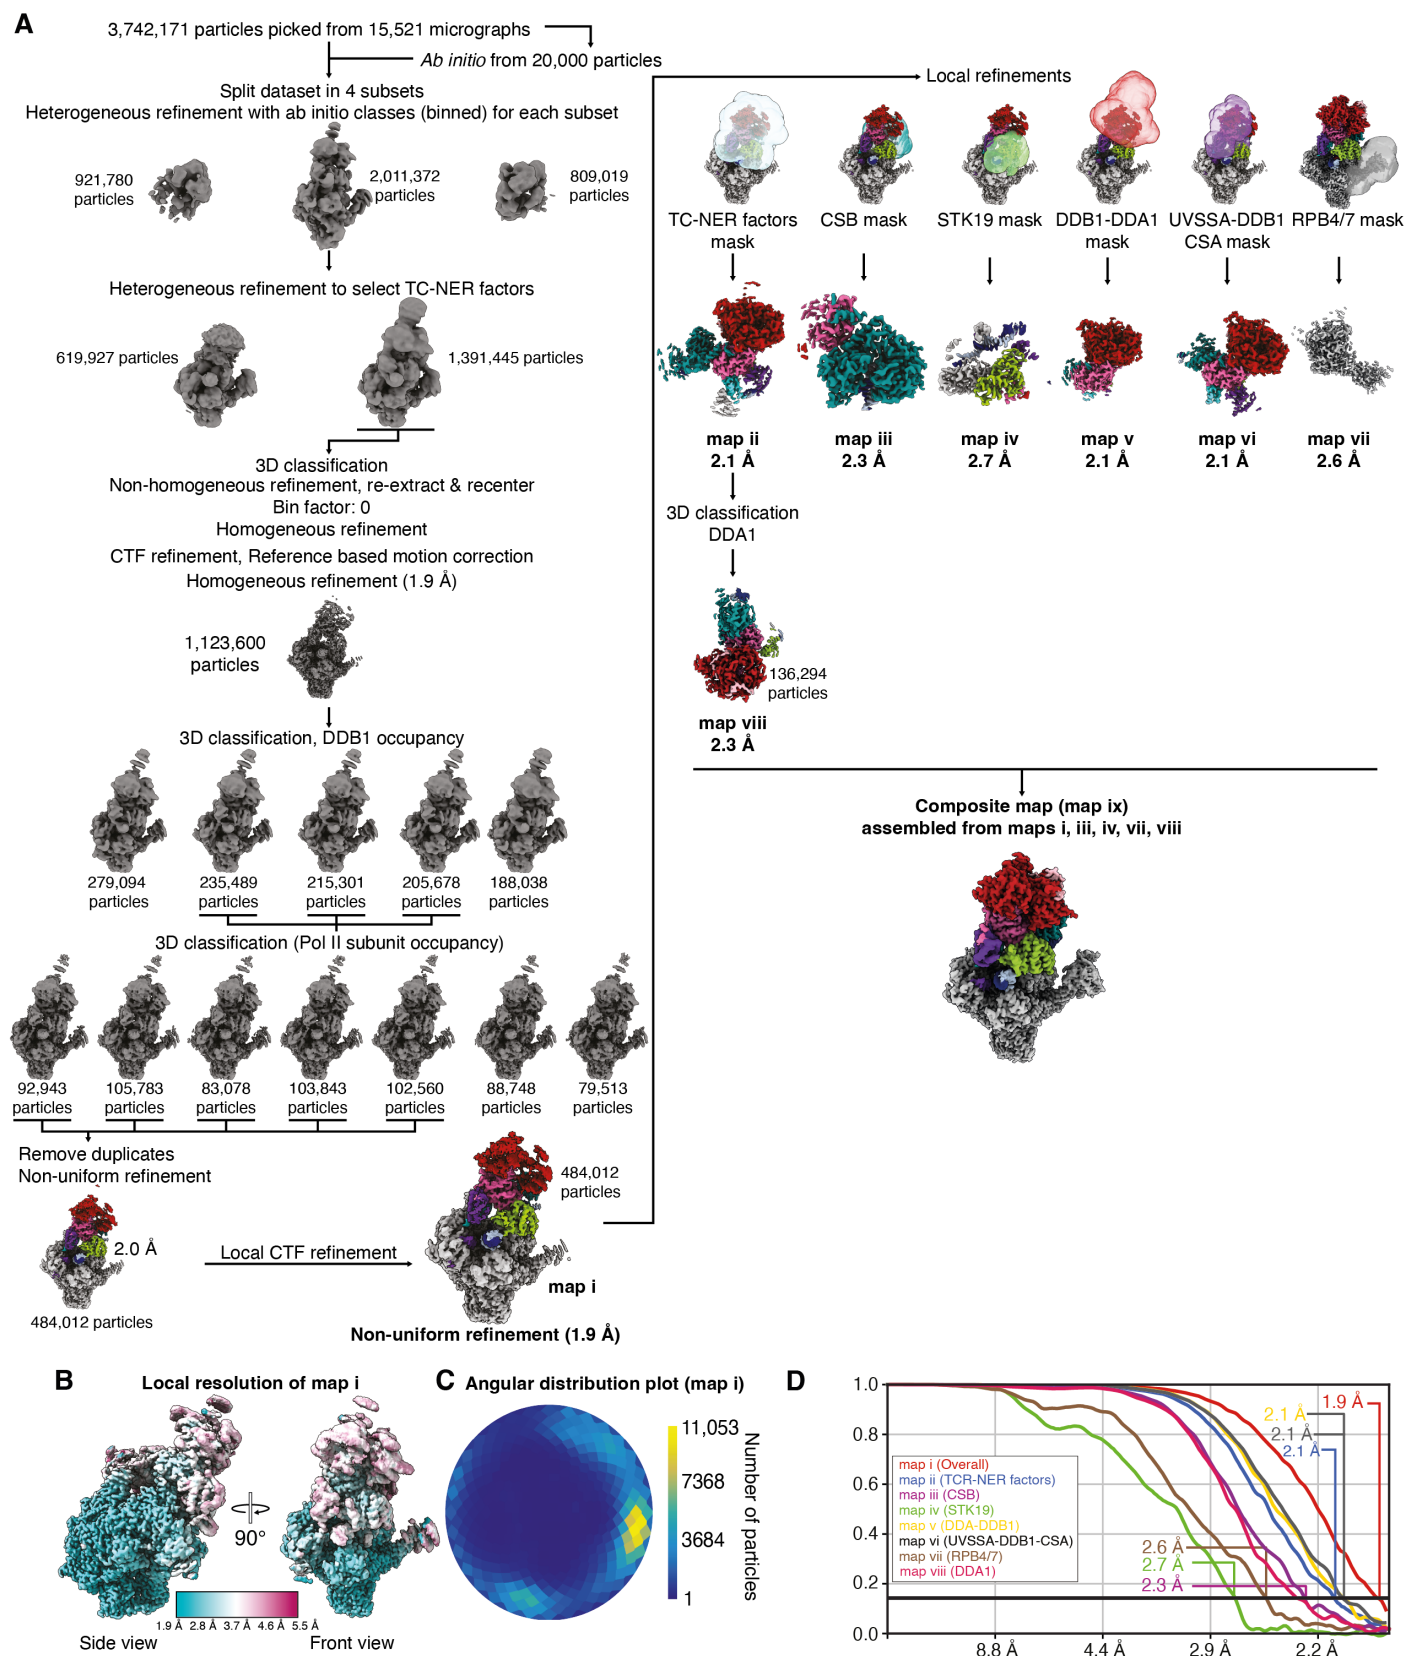 A
3,742,171 particles picked from 15,521 micrographs
Ab initio from 20,000 particles
Split dataset in 4 subsets
Heterogeneous refinement with ab initio classes (binned) for each subset
921,780
particles
2,011,372
particles
809,019
particles
Heterogeneous refinement to select TC-NER factors
619,927 particles
1,391,445 particles
3D classification
Non-homogeneous refinement, re-extract & recenter
Bin factor: 0
Homogeneous refinement
CTF refinement, Reference based motion correction
Homogeneous refinement (1.9 Å)
1,123,600
particles
3D classification, DDB1 occupancy
279,094
particles
235,489
particles
215,301
particles
205,678
particles
188,038
particles
3D classification (Pol II subunit occupancy)
92,943
particles
105,783
particles
83,078
particles
103,843
particles
102,560
particles
88,748
particles
79,513
particles
Remove duplicates
Non-uniform refinement
2.0 Å
484,012 particles
Local CTF refinement
484,012
particles
map i
Non-uniform refinement (1.9 Å)
Local refinements
TC-NER factors
mask
CSB mask
STK19 mask
DDB1-DDA1
mask
UVSSA-DDB1
CSA mask
RPB4/7 mask
map ii
2.1 Å
map iii
2.3 Å
map iv
2.7 Å
map v
2.1 Å
map vi
2.1 Å
map vii
2.6 Å
3D classification
DDA1
136,294
particles
map viii
2.3 Å
Composite map (map ix)
assembled from maps i, iii, iv, vii, viii
B
Local resolution of map i
90°
1.9 Å 2.8 Å 3.7 Å 4.6 Å 5.5 Å
Side view
Front view
C
Angular distribution plot (map i)
11,053
7368
3684
1
Number of particles
D
1.0
0.8
0.6
0.4
0.2
0.0
8.8 Å
4.4 Å
2.9 Å
2.2 Å
map i (Overall)
map ii (TCR-NER factors)
map iii (CSB)
map iv (STK19)
map v (DDA-DDB1)
map vi (UVSSA-DDB1-CSA)
map vii (RPB4/7)
map viii (DDA1)
1.9 Å
2.1 Å
2.1 Å
2.1 Å
2.6 Å
2.7 Å
2.3 Å